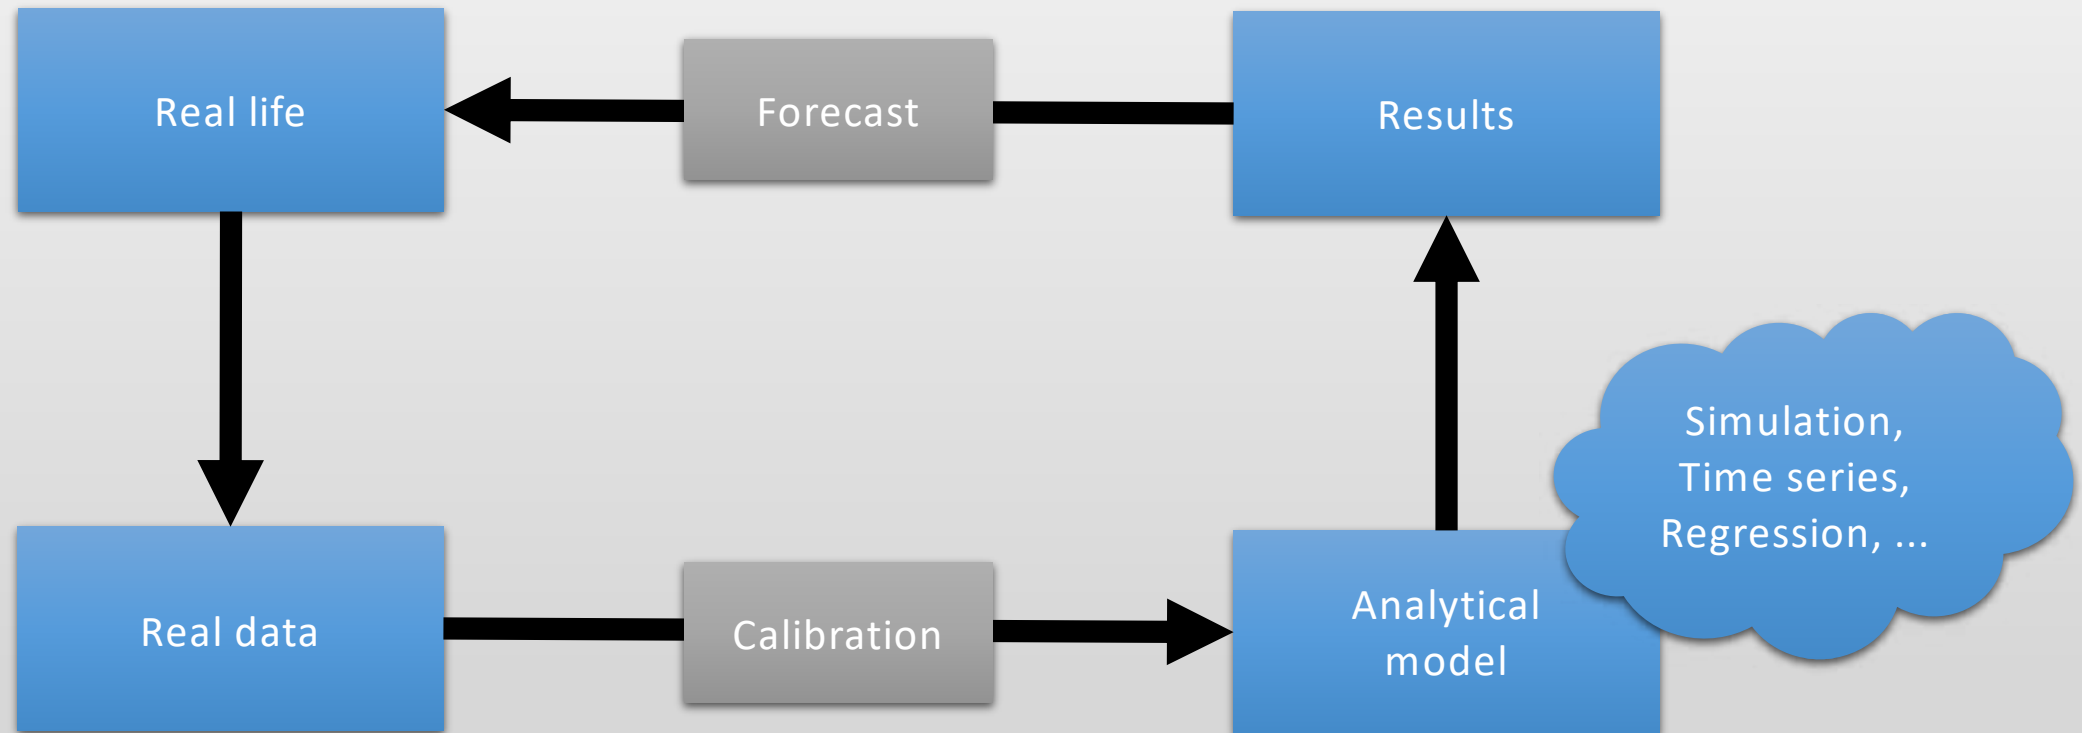 Real life
Forecast
Results
Simulation,
Time series,
Regression, ...
Real data
Calibration
Analytical
model